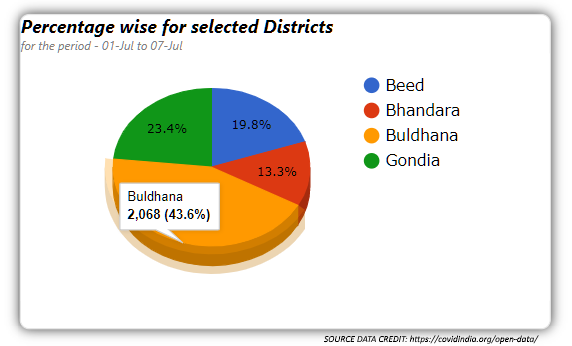 Percentage wise for selected Districts
for the period - 01-Jul to 07-Jul
Beed
Bhandara
Buldhana
Gondia
23.4%
19.8%
13.3%
Buldhana
2,068 (43.6%)
SOURCE DATA CREDIT: https://covidindia.org/open-data/